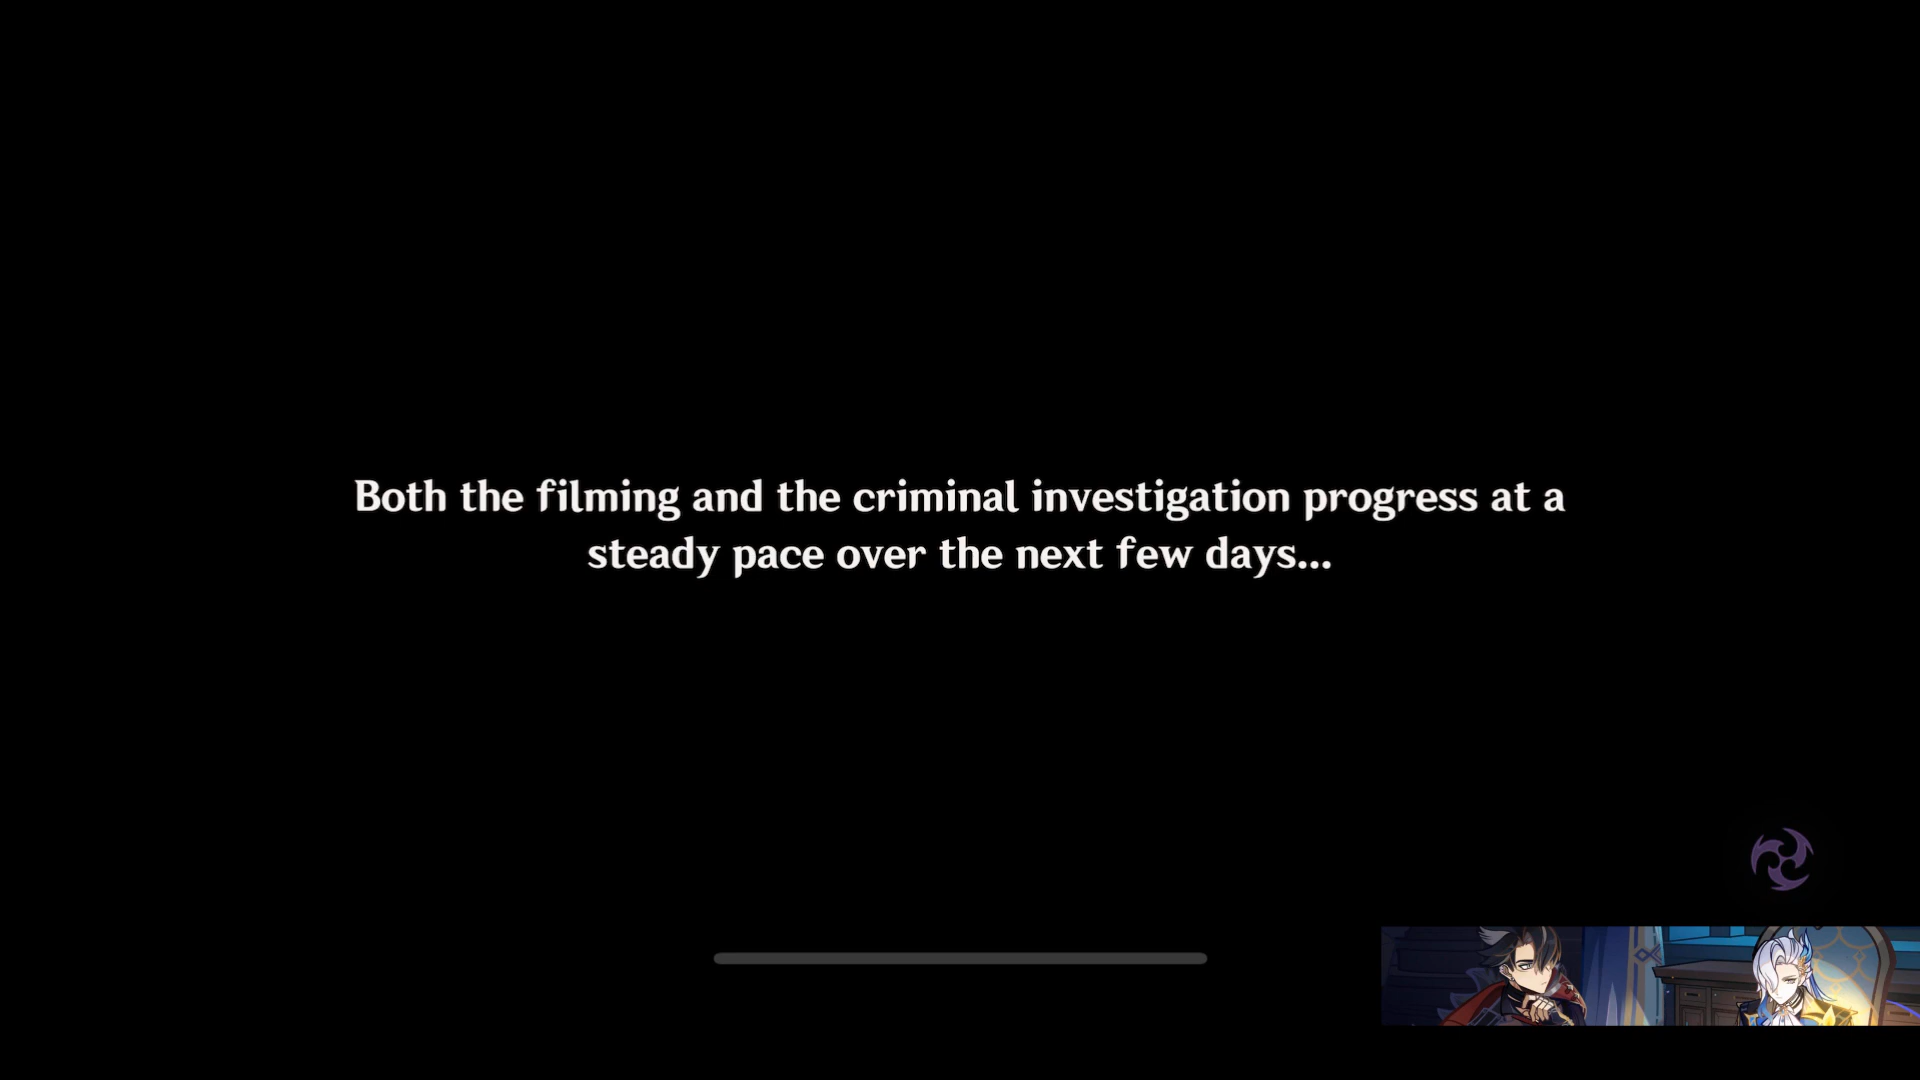 Both the filming and the criminal investigation progress at a
steady pace over the next few days...